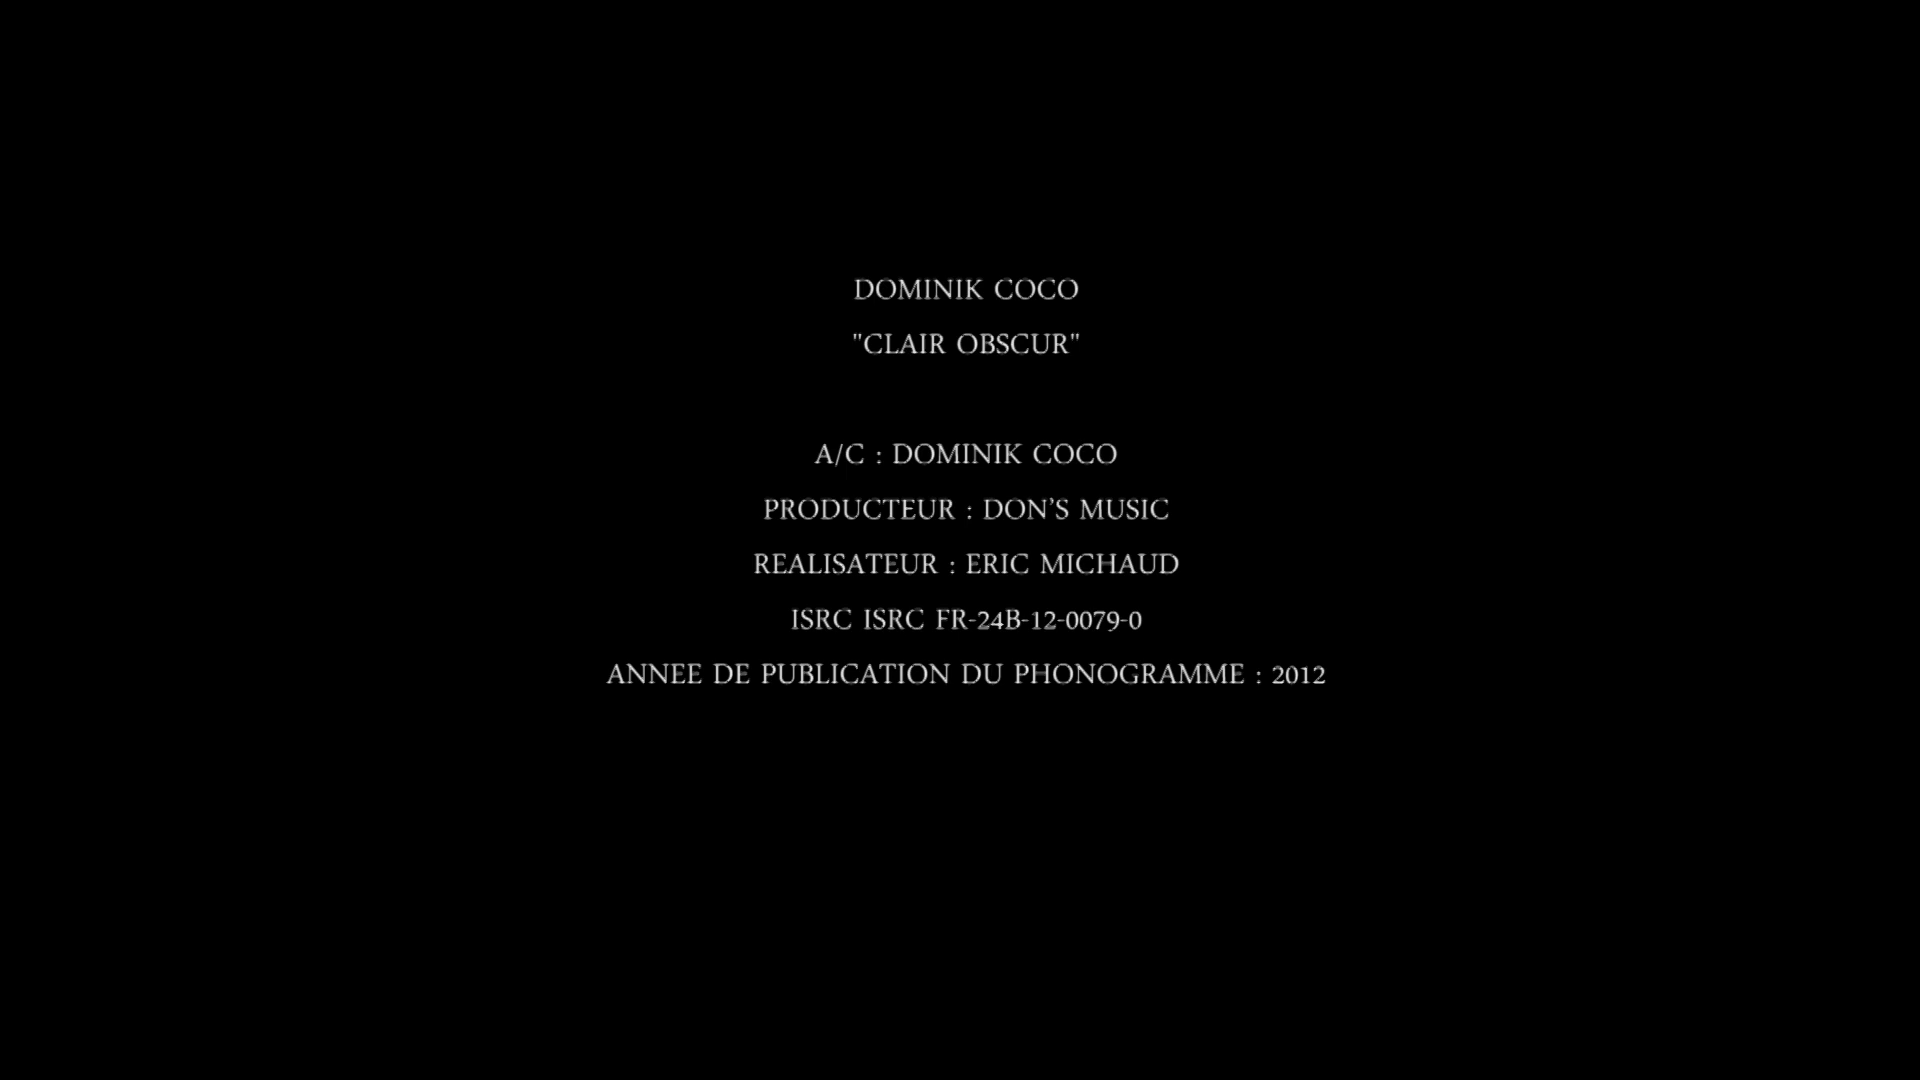 DOMINIK COCO
"CLAIR OBSCUR"
A/C : DOMINIK COCO
PRODUCTEUR : DON'S MUSIC
REALISATEUR : ERIC MICHAUD
ISRC ISRC FR-24B-12-0079-0
ANNEE DE PUBLICATION DU PHONOGRAMME : 2012